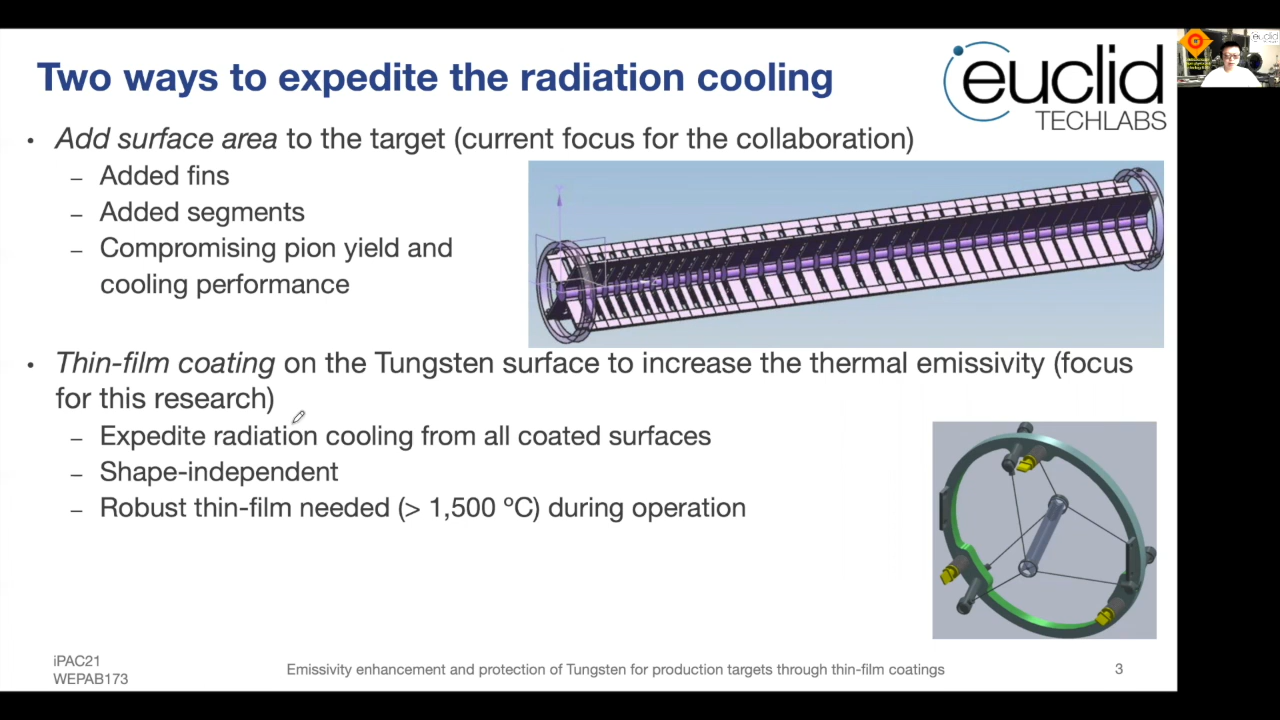 Two ways to expedite the radiation cooling
euclid
TECHLABS
• Add surface area to the target (current focus for the collaboration)
– Added fins
– Added segments
– Compromising pion yield and
cooling performance
• Thin-film coating on the Tungsten surface to increase the thermal emissivity (focus
for this research)
– Expedite radiation cooling from all coated surfaces
– Shape-independent
– Robust thin-film needed (> 1,500 ºC) during operation
iPAC21
WEPAB173
Emissivity enhancement and protection of Tungsten for production targets through thin-film coatings
3
euclid